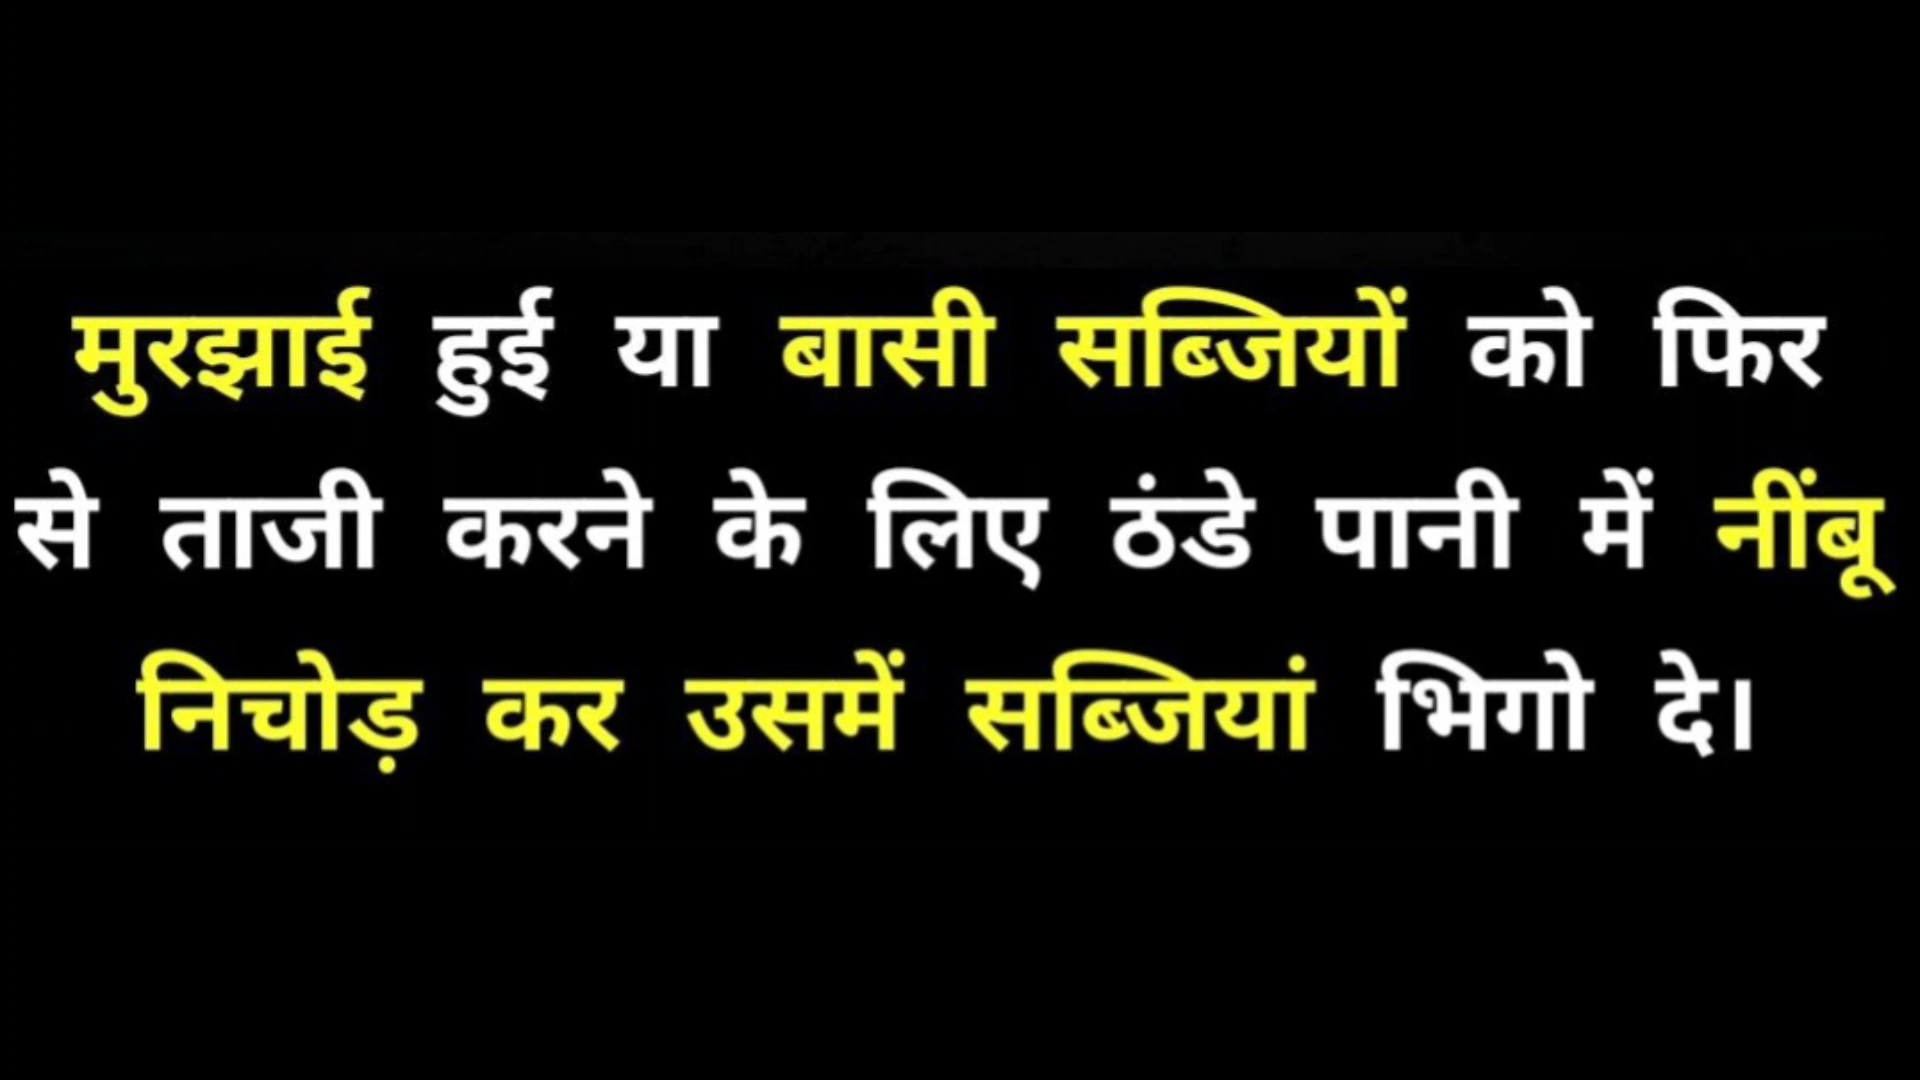 मुरझाई हुई या बासी सब्जियों को फिर
से ताजी करने के लिए ठंडे पानी में नींबू
निचोड़ कर उसमें सब्जियां भिगो दे।